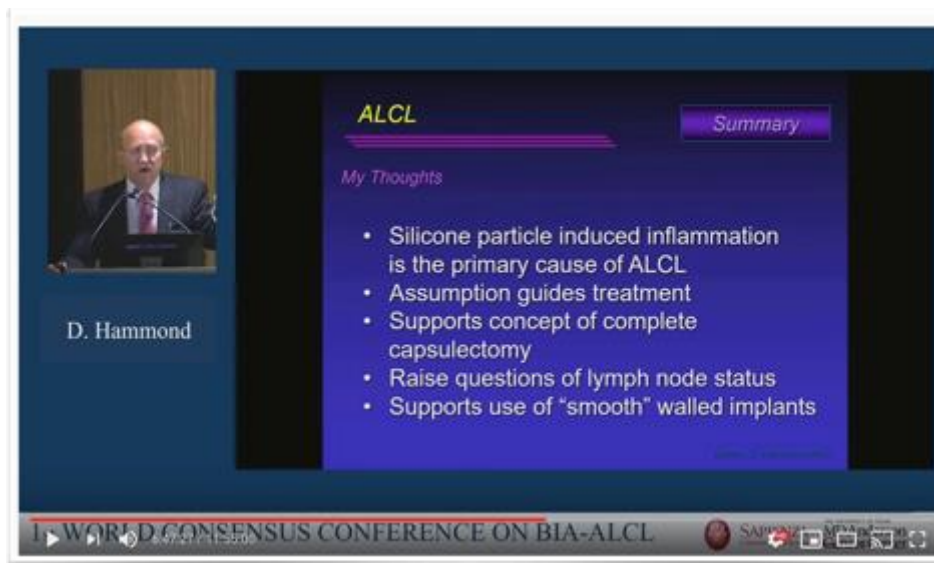 ALCL
Summary
My Thoughts
• Silicone particle induced inflammation
is the primary cause of ALCL
• Assumption guides treatment
• Supports concept of complete
capsulectomy
• Raise questions of lymph node status
• Supports use of “smooth” walled implants
D. Hammond
WORLD CONSENSUS CONFERENCE ON BIA-ALCL